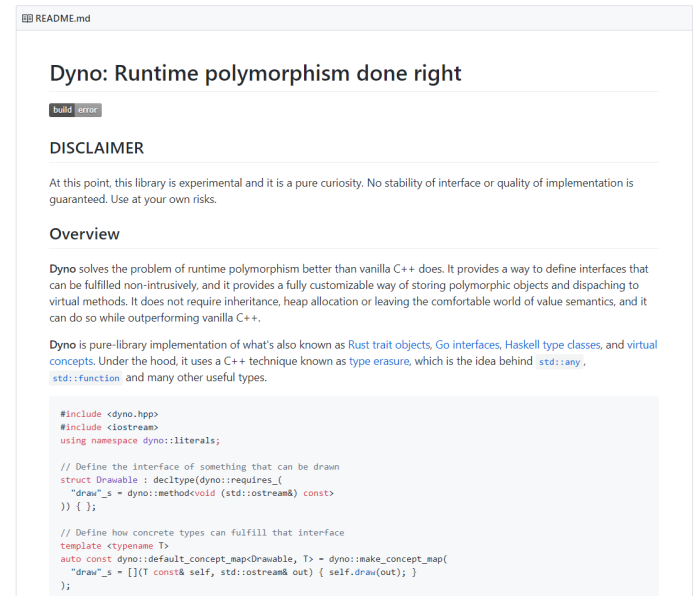 README.md
Dyno: Runtime polymorphism done right
build error
DISCLAIMER
At this point, this library is experimental and it is a pure curiosity. No stability of interface or quality of implementation is
guaranteed. Use at your own risks.
Overview
Dyno solves the problem of runtime polymorphism better than vanilla C++ does. It provides a way to define interfaces that
can be fulfilled non-intrusively, and it provides a fully customizable way of storing polymorphic objects and dispaching to
virtual methods. It does not require inheritance, heap allocation or leaving the comfortable world of value semantics, and it
can do so while outperforming vanilla C++.
Dyno is pure-library implementation of what's also known as Rust trait objects, Go interfaces, Haskell type classes, and virtual
concepts. Under the hood, it uses a C++ technique known as type erasure, which is the idea behind std::any ,
std::function and many other useful types.
#include <dyno.hpp>
#include <iostream>
using namespace dyno::literals;
// Define the interface of something that can be drawn
struct Drawable : decltype(dyno::requires_(
  "draw"_s = dyno::method<void (std::ostream&) const>
)) { };
// Define how concrete types can fulfill that interface
template <typename T>
auto const dyno::default_concept_map<Drawable, T> = dyno::make_concept_map(
  "draw"_s = [](T const& self, std::ostream& out) { self.draw(out); }
);